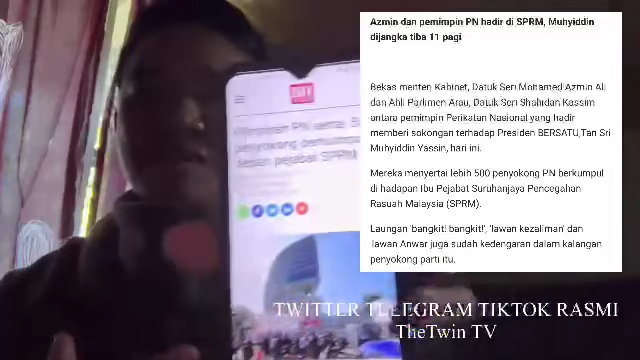 Azmin dan pemimpin PN hadir di SPRM, Muhyiddin
dijangka tiba 11 pagi
Bekas menteri Kabinet, Datuk Seri Mohamed Azmin Ali
dan Ahli Parlimen Arau, Datuk Seri Shahidan Kassim
antara pemimpin Perikatan Nasional yang hadir
memberi sokongan terhadap Presiden BERSATU,Tan Sri
Muhyiddin Yassin, hari ini.
Mereka menyertai lebih 500 penyokong PN berkumpul
di hadapan Ibu Pejabat Suruhanjaya Pencegahan
Rasuah Malaysia (SPRM).
Laungan 'bangkit! bangkit!', 'lawan kezaliman' dan
'lawan Anwar juga sudah kedengaran dalam kalangan
penyokong parti itu.
PN
penyokong
pejabat SPRM
TWITTER TELEGRAM TIKTOK RASMI
TheTwin TV